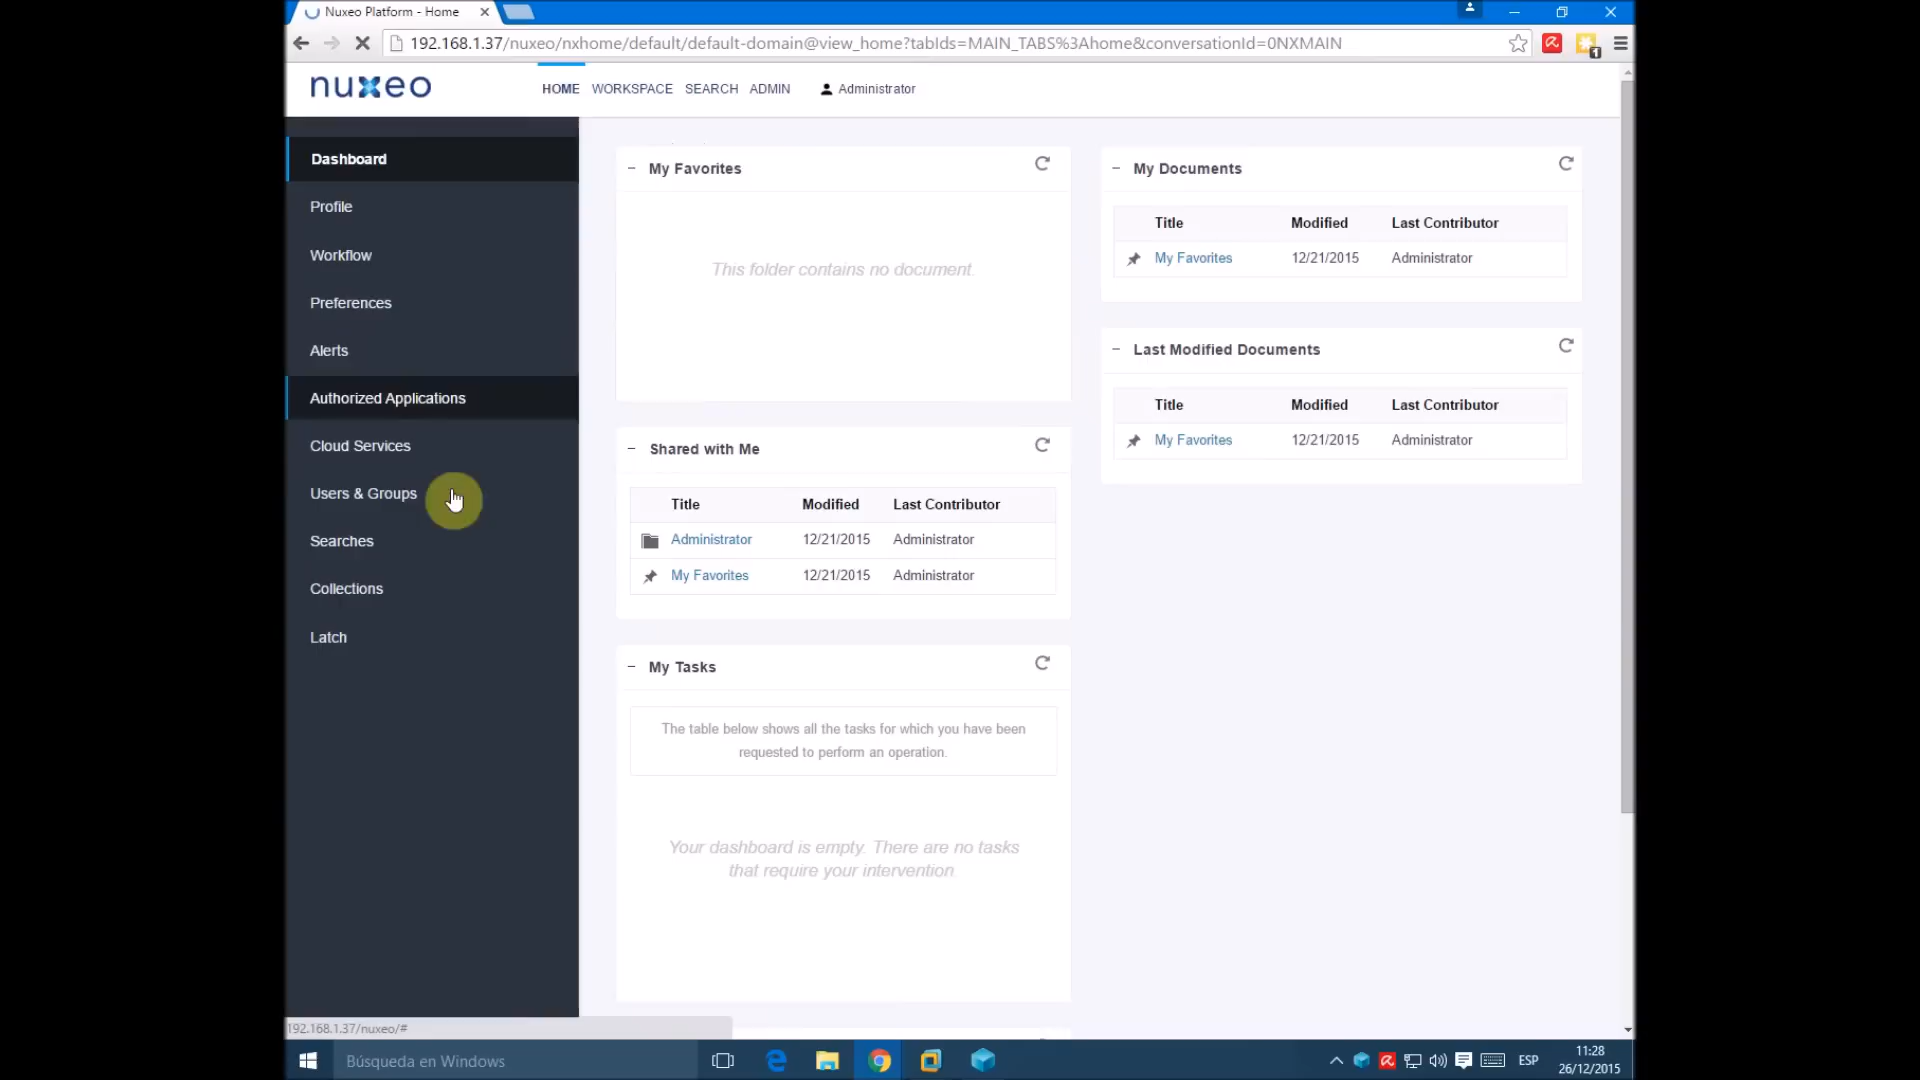 Nuxeo Platform - Home
192.168.1.37/nuxeo/nxhome/default/default-domain@view_home?tabIds=MAIN_TABS%3Ahome&conversationId=0NXMAIN
1
nuxeo
HOME WORKSPACE SEARCH ADMIN Administrator
Dashboard
Profile
Workflow
Preferences
Alerts
Authorized Applications
Cloud Services
Users & Groups
Searches
Collections
Latch
My Favorites
This folder contains no document.
Shared with Me
Title Modified Last Contributor
Administrator 12/21/2015 Administrator
My Favorites 12/21/2015 Administrator
My Tasks
The table below shows all the tasks for which you have been
requested to perform an operation.
Your dashboard is empty. There are no tasks
that require your intervention.
My Documents
Title Modified Last Contributor
My Favorites 12/21/2015 Administrator
Last Modified Documents
Title Modified Last Contributor
My Favorites 12/21/2015 Administrator
192.168.1.37/nuxeo/#
Búsqueda en Windows
ESP
11:28
26/12/2015